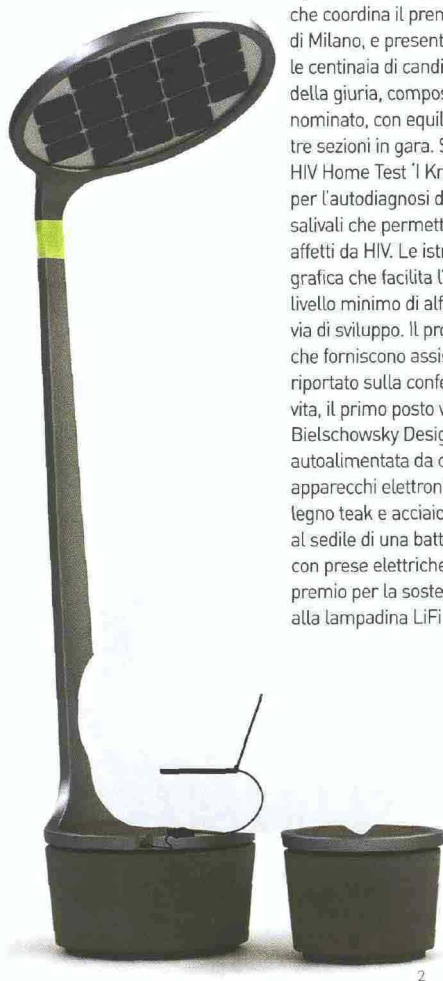 che coordina il prem
di Milano, e present
le centinaia di candi
della giuria, compos
nominato, con equil
tre sezioni in gara. S
HIV Home Test 'I Kr
per l'autodiagnosi d
salivali che permett
affetti da HIV. Le istr
grafica che facilita l'
livello minimo di alf
via di sviluppo. Il pro
che forniscono assi
riportato sulla confe
vita, il primo posto v
Bielschowsky Desig
autoalimentata da c
apparecchi elettron
legno teak e acciaio
al sedile di una batt
con prese elettriche
premio per la soste
alla lampadina LiFi
2